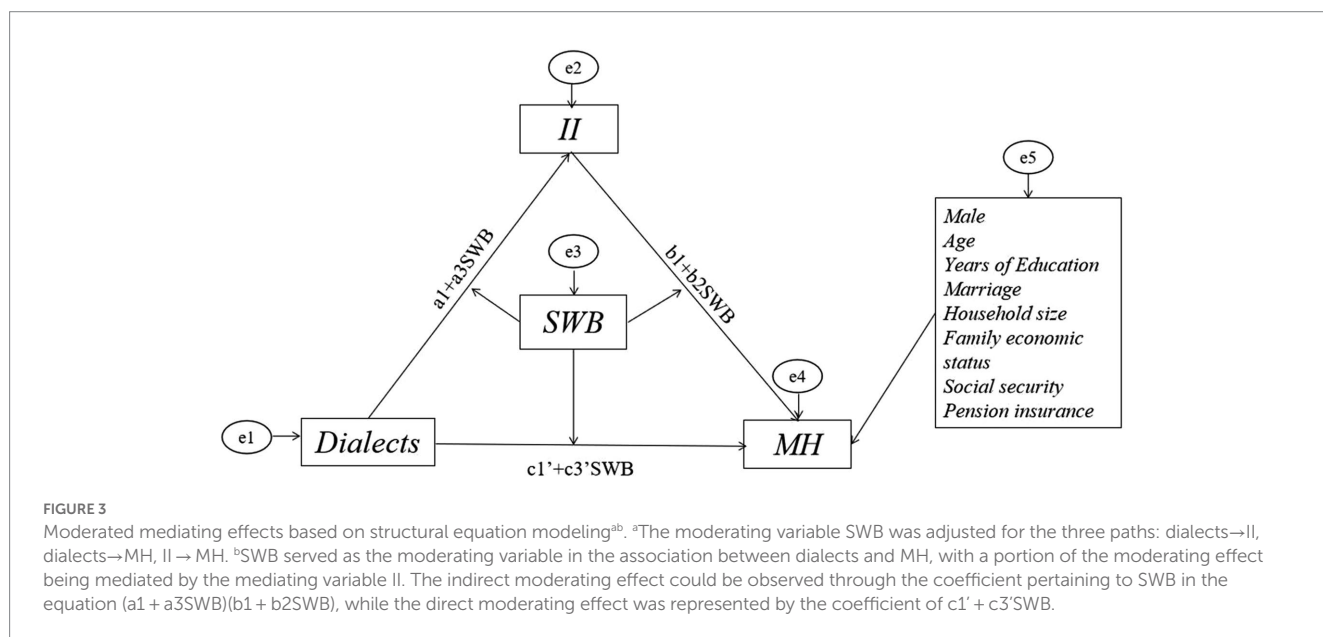 e2
II
e5
Male
Age
Years of Education
Marriage
Household size
Family economic
status
Social security
Pension insurance
e3
a1+a3SWB
b1+b2SWB
SWB
e4
e1
Dialects
MH
c1’+c3’SWB
FIGURE 3
Moderated mediating effects based on structural equation modelingᵃᵇ. ᵃThe moderating variable SWB was adjusted for the three paths: dialects→II,
dialects→MH, II → MH. ᵇSWB served as the moderating variable in the association between dialects and MH, with a portion of the moderating effect
being mediated by the mediating variable II. The indirect moderating effect could be observed through the coefficient pertaining to SWB in the
equation (a1 + a3SWB)(b1 + b2SWB), while the direct moderating effect was represented by the coefficient of c1′ + c3′SWB.